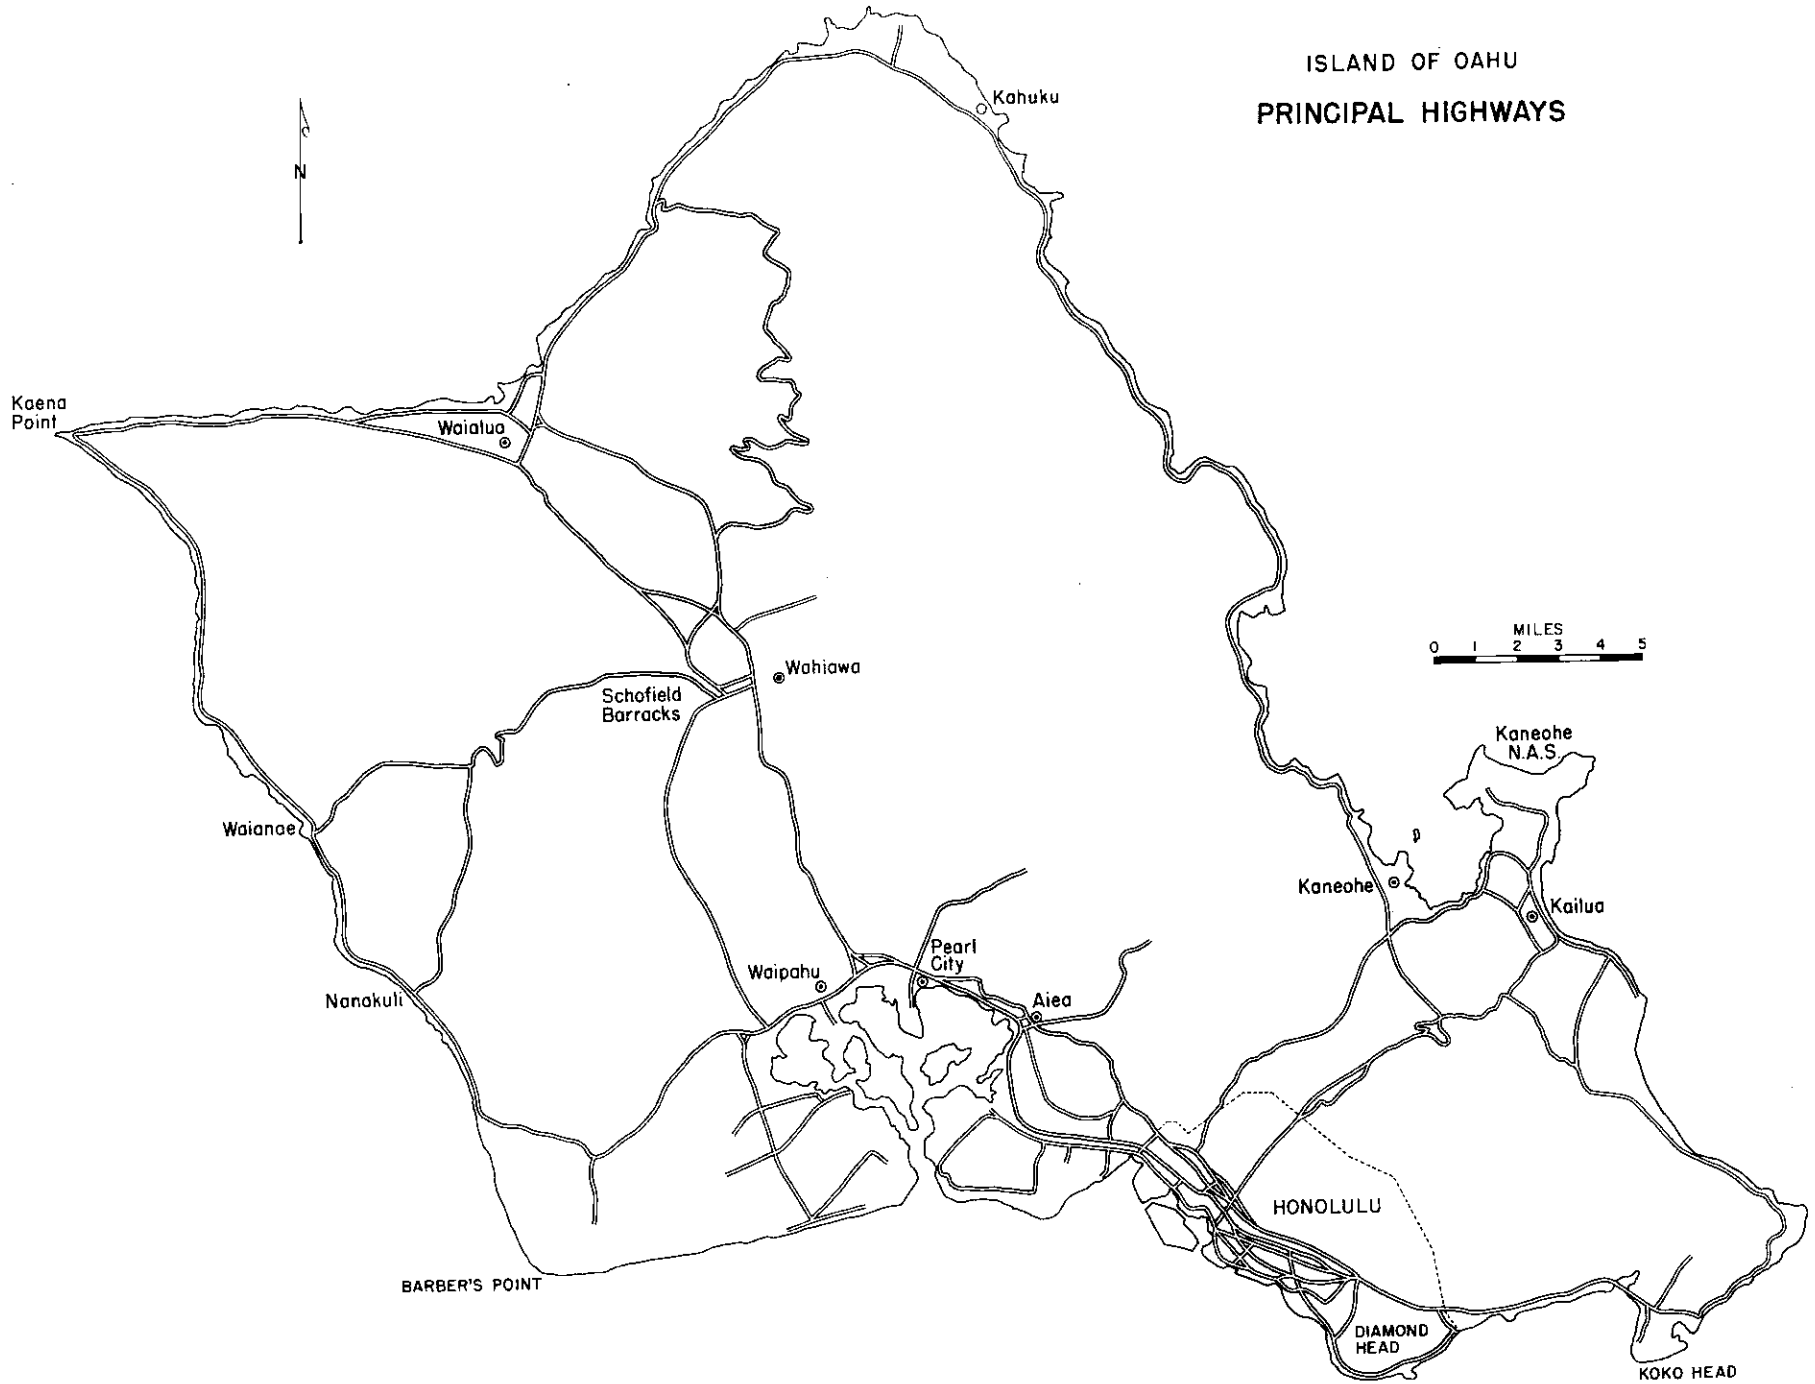 ISLAND OF OAHU
PRINCIPAL HIGHWAYS
Kahuku
N
Kaena
Point
Waialua
MILES
0 1 2 3 4 5
Wahiawa
Schofield
Barracks
Kaneohe
N.A.S.
Waianae
Kaneohe
Kailua
Pearl
City
Waipahu
Nanakuli
Aiea
HONOLULU
BARBER'S POINT
DIAMOND
HEAD
KOKO HEAD